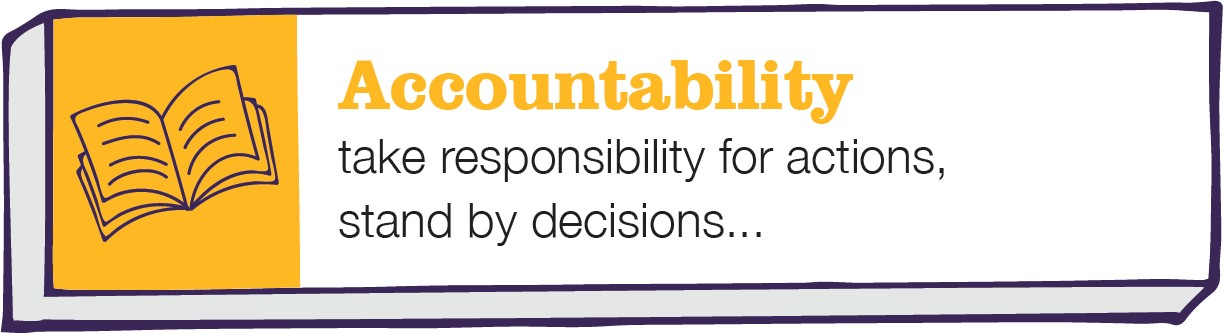 Accountability
take responsibility for actions,
stand by decisions...